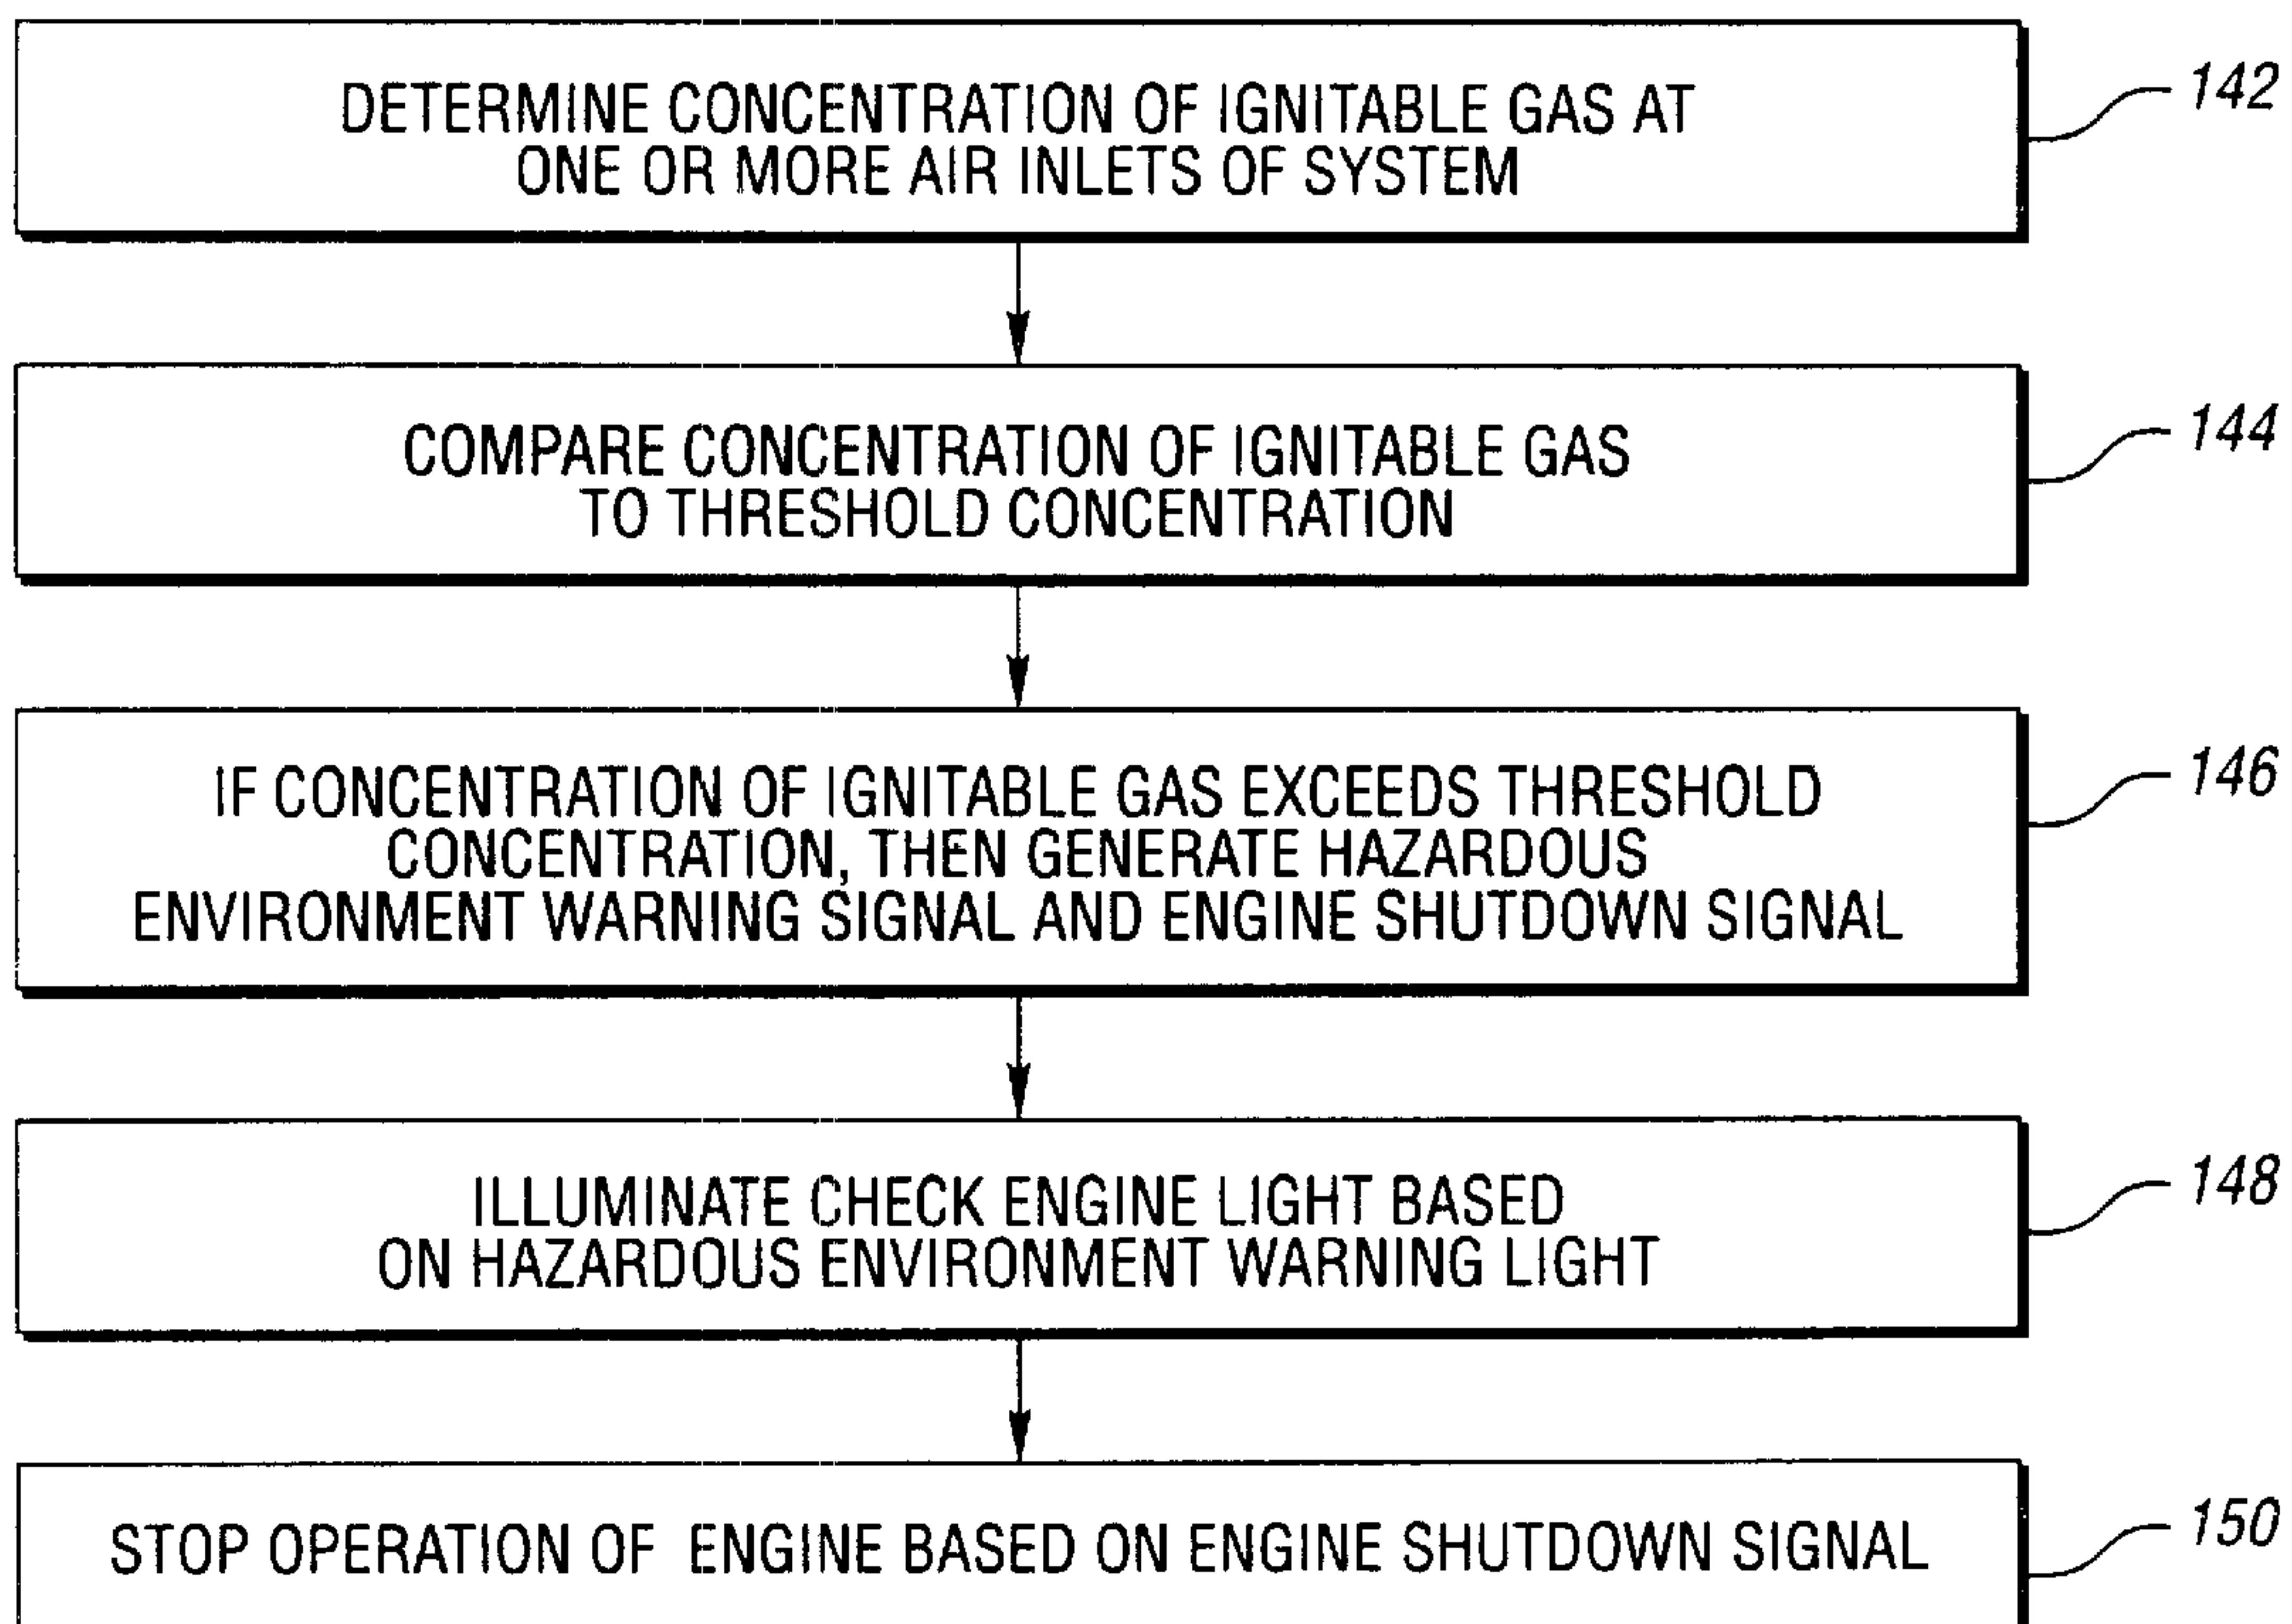 DETERMINE CONCENTRATION OF IGNITABLE GAS AT
ONE OR MORE AIR INLETS OF SYSTEM
142
COMPARE CONCENTRATION OF IGNITABLE GAS
TO THRESHOLD CONCENTRATION
144
IF CONCENTRATION OF IGNITABLE GAS EXCEEDS THRESHOLD
CONCENTRATION, THEN GENERATE HAZARDOUS
ENVIRONMENT WARNING SIGNAL AND ENGINE SHUTDOWN SIGNAL
146
ILLUMINATE CHECK ENGINE LIGHT BASED
ON HAZARDOUS ENVIRONMENT WARNING LIGHT
148
STOP OPERATION OF ENGINE BASED ON ENGINE SHUTDOWN SIGNAL
150